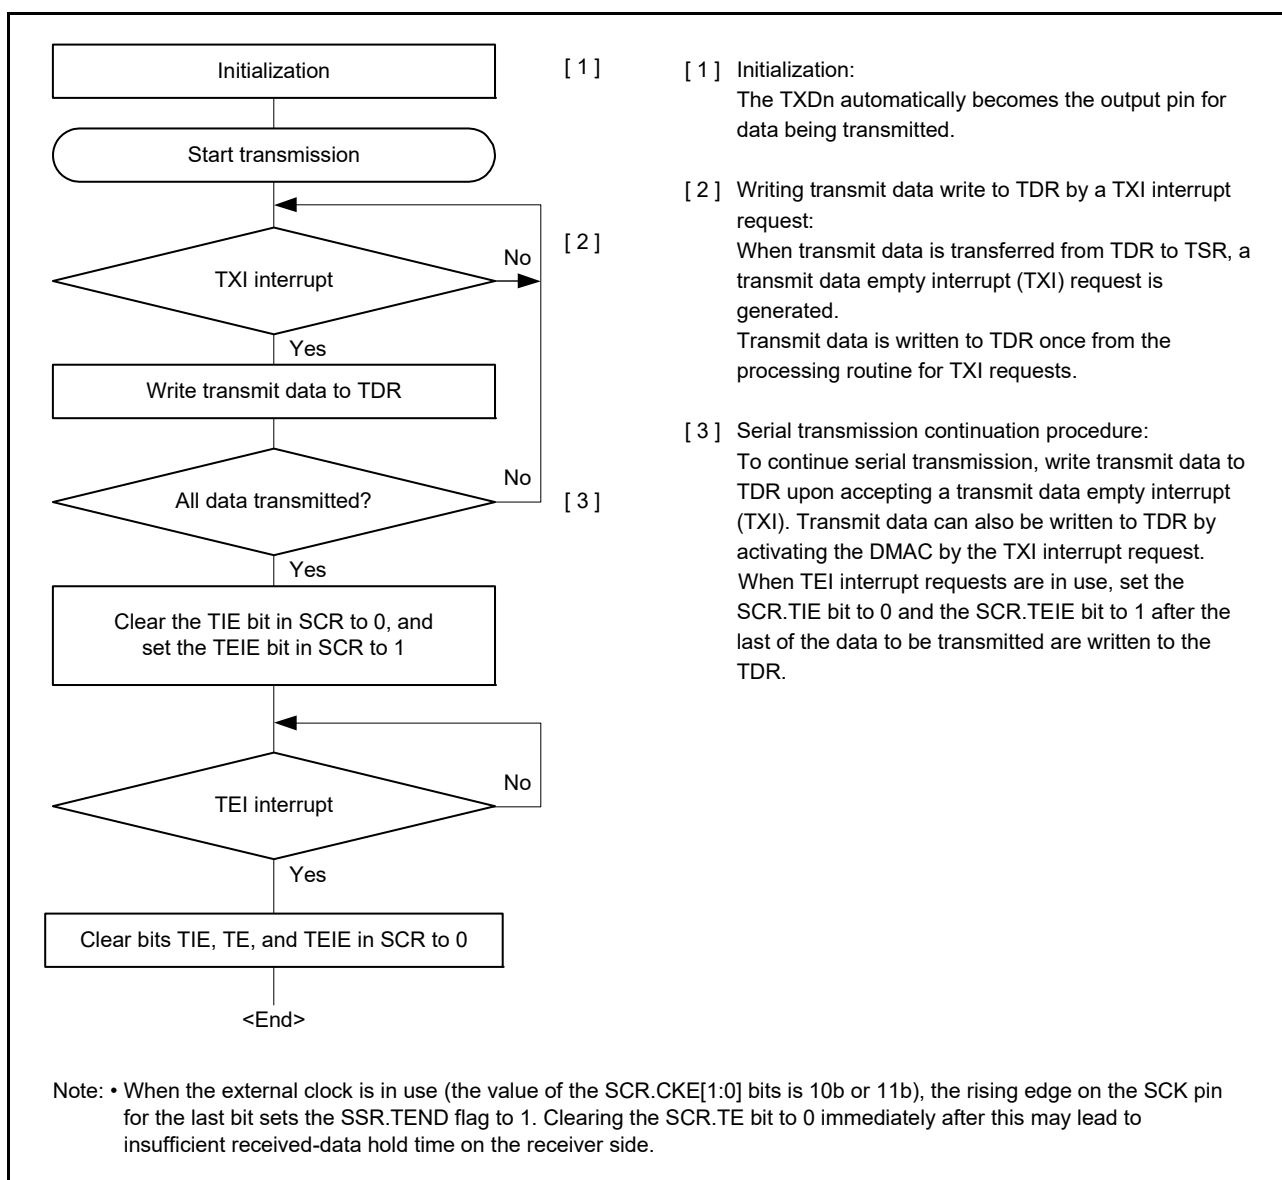 Initialization
[ 1 ]
Start transmission
[ 2 ]
No
TXI interrupt
Yes
Write transmit data to TDR
No
All data transmitted?
[ 3 ]
Yes
Clear the TIE bit in SCR to 0, and
set the TEIE bit in SCR to 1
No
TEI interrupt
Yes
Clear bits TIE, TE, and TEIE in SCR to 0
<End>
[ 1 ] Initialization:
The TXDn automatically becomes the output pin for
data being transmitted.
[ 2 ] Writing transmit data write to TDR by a TXI interrupt
request:
When transmit data is transferred from TDR to TSR, a
transmit data empty interrupt (TXI) request is
generated.
Transmit data is written to TDR once from the
processing routine for TXI requests.
[ 3 ] Serial transmission continuation procedure:
To continue serial transmission, write transmit data to
TDR upon accepting a transmit data empty interrupt
(TXI). Transmit data can also be written to TDR by
activating the DMAC by the TXI interrupt request.
When TEI interrupt requests are in use, set the
SCR.TIE bit to 0 and the SCR.TEIE bit to 1 after the
last of the data to be transmitted are written to the
TDR.
Note: • When the external clock is in use (the value of the SCR.CKE[1:0] bits is 10b or 11b), the rising edge on the SCK pin
for the last bit sets the SSR.TEND flag to 1. Clearing the SCR.TE bit to 0 immediately after this may lead to
insufficient received-data hold time on the receiver side.